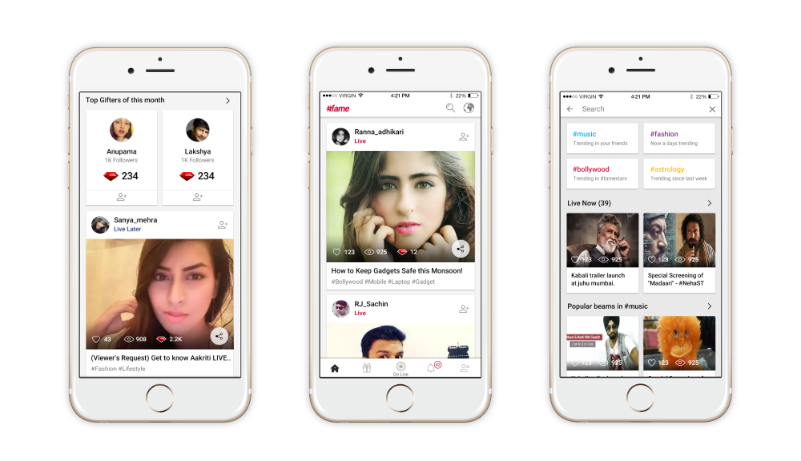 Top Gifters of this month
Anupama
1K Followers
234
Lakshya
1K Followers
234
Sanya_mehra
Live Later
43
908
2.2K
(Viewer's Request) Get to know Aakriti LIVE..
#Fashion #Lifestyle
VIRGIN
4:21 PM
22%
#fame
Ranna_adhikari
Live
123
925
12
How to Keep Gadgets Safe this Monsoon!
#Bollywood #Mobile #Laptop #Gadget
RJ_Sachin
Live
Go Live
VIRGIN
4:21 PM
22%
Search
#music
Trending in your friends
#fashion
Now a days trending
#bollywood
Trending in #famestars
#astrology
Trending since last week
Live Now (39)
123
925
Kabali trailer launch
at juhu mumbai.
123
925
Special Screening of
"Madaari" - #NehaST
Popular beams in #music
123
925
123
925